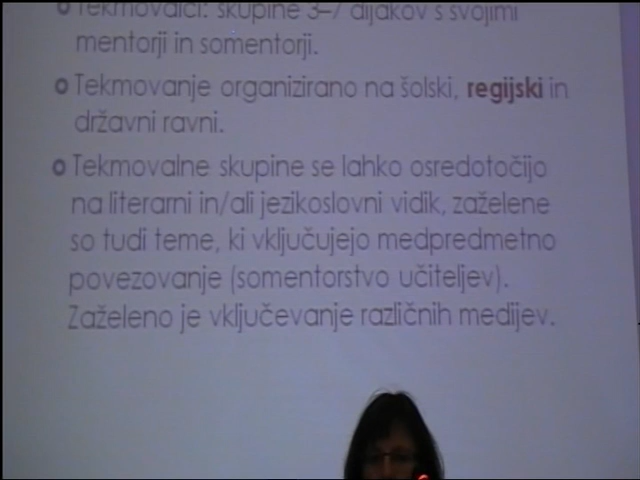 o Tekmovalci: skupine 3–7 dijakov s svojimi
mentorji in somentorji.
o Tekmovanje organizirano na šolski, regijski in
državni ravni.
o Tekmovalne skupine se lahko osredotočijo
na literarni in/ali jezikoslovni vidik, zaželene
so tudi teme, ki vključujejo medpredmetno
povezovanje (somentorstvo učiteljev).
Zaželeno je vključevanje različnih medijev.